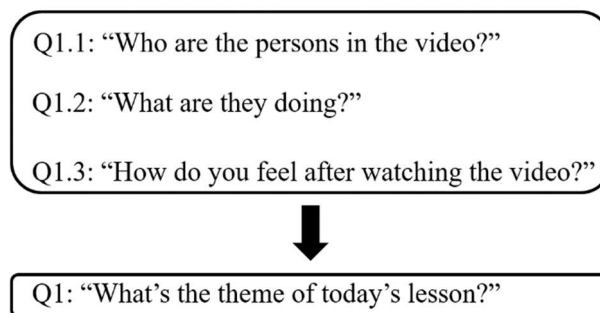 Q1.1: “Who are the persons in the video?”
Q1.2: “What are they doing?”
Q1.3: “How do you feel after watching the video?”
Q1: “What’s the theme of today’s lesson?”